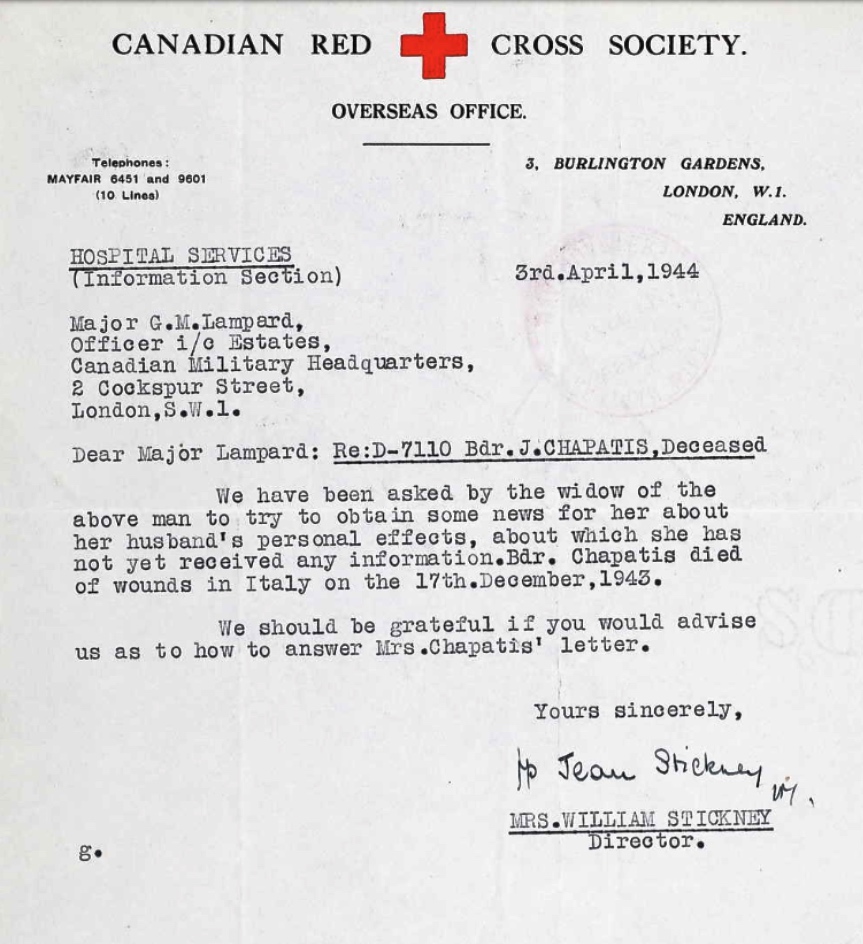 CANADIAN RED CROSS SOCIETY.
OVERSEAS OFFICE.
Telephones:
MAYFAIR 6451 and 9601
(10 Lines)
3, BURLINGTON GARDENS,
LONDON, W.1.
ENGLAND.
HOSPITAL SERVICES
(Information Section)
3rd.April,1944
Major G.M.Lampard,
Officer i/c Estates,
Canadian Military Headquarters,
2 Cockspur Street,
London,S.W.1.
Dear Major Lampard: Re:D-7110 Bdr.J.CHAPATIS,Deceased
We have been asked by the widow of the
above man to try to obtain some news for her about
her husband's personal effects, about which she has
not yet received any information.Bdr. Chapatis died
of wounds in Italy on the 17th.December,1943.
We should be grateful if you would advise
us as to how to answer Mrs.Chapatis' letter.
Yours sincerely,
pp Jean Stickney
MRS.WILLIAM STICKNEY
Director.
g.